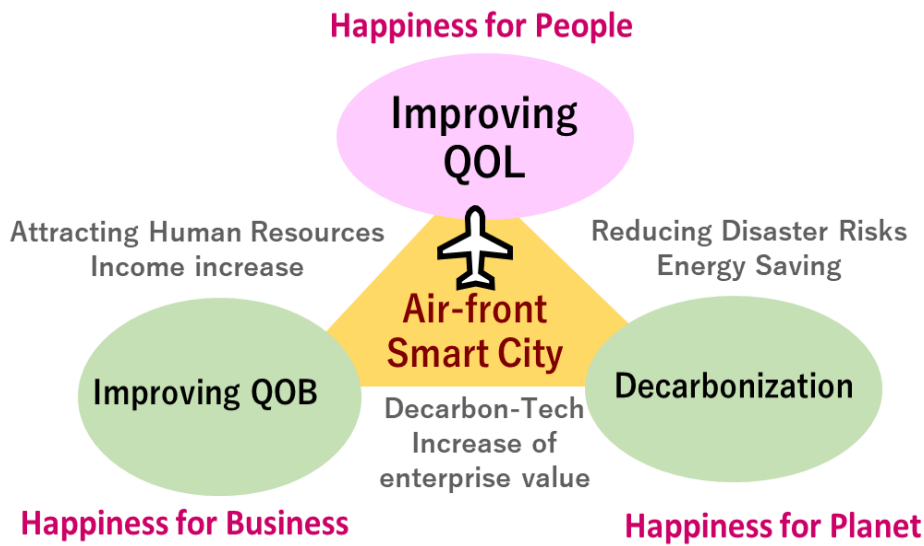 Happiness for People
Improving
QOL
Attracting Human Resources
Income increase
Reducing Disaster Risks
Energy Saving
Air-front
Smart City
Improving QOB
Decarbonization
Decarbon-Tech
Increase of
enterprise value
Happiness for Business
Happiness for Planet